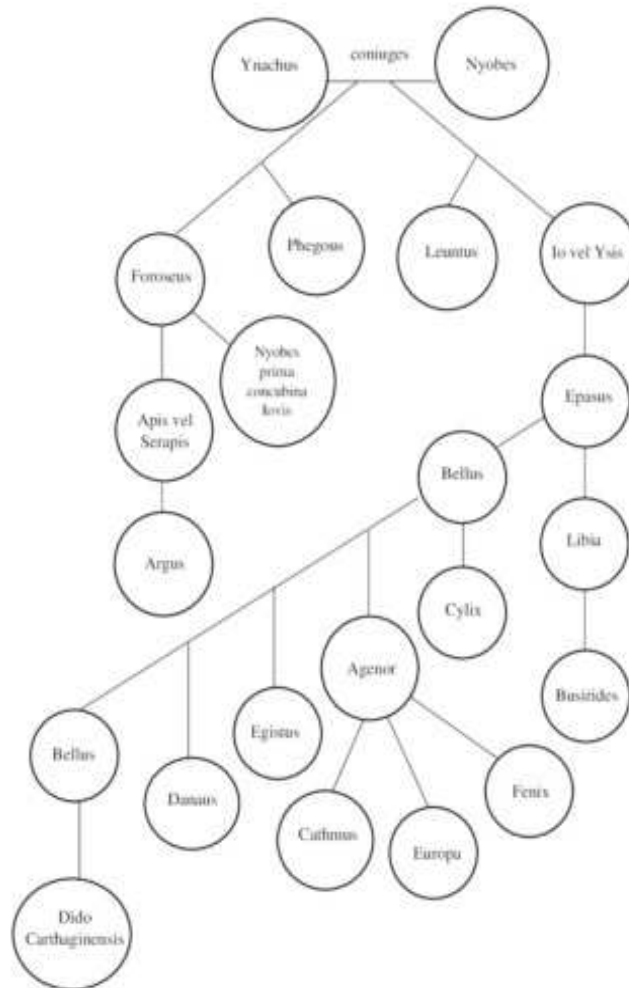 Ynachus
coniuges
Nyobes
Foroseus
Phegous
Leuntus
Io vel Ysis
Nyobes
prima
concubina
Iovis
Apis vel
Serapis
Epasus
Bellus
Argus
Libia
Cylix
Agenor
Busirides
Bellus
Egistus
Danaus
Fenix
Cathmus
Europa
Dido
Carthaginensis